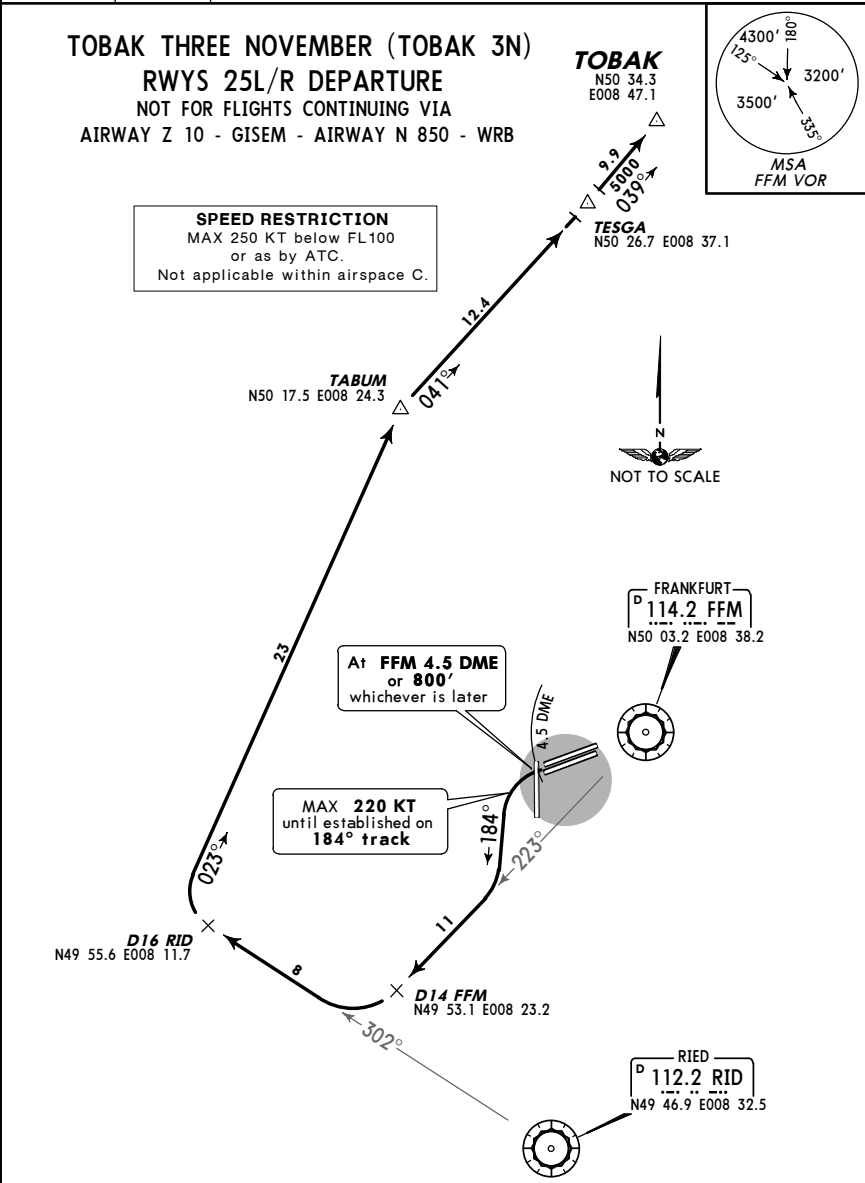 TOBAK THREE NOVEMBER (TOBAK 3N)
RWYS 25L/R DEPARTURE
NOT FOR FLIGHTS CONTINUING VIA
AIRWAY Z 10 - GISEM - AIRWAY N 850 - WRB
TOBAK
N50 34.3
E008 47.1
4300'
180°
125°
3200'
3500'
335°
MSA
FFM VOR
9.9
5000
039°
SPEED RESTRICTION
MAX 250 KT below FL100
or as by ATC.
Not applicable within airspace C.
TESGA
N50 26.7 E008 37.1
12.4
TABUM
N50 17.5 E008 24.3
041°
N
NOT TO SCALE
FRANKFURT
D 114.2 FFM
N50 03.2 E008 38.2
23
At FFM 4.5 DME
or 800'
whichever is later
4.5 DME
MAX 220 KT
until established on
184° track
184°
223°
023°
11
D16 RID
N49 55.6 E008 11.7
8
D14 FFM
N49 53.1 E008 23.2
302°
RIED
D 112.2 RID
N49 46.9 E008 32.5